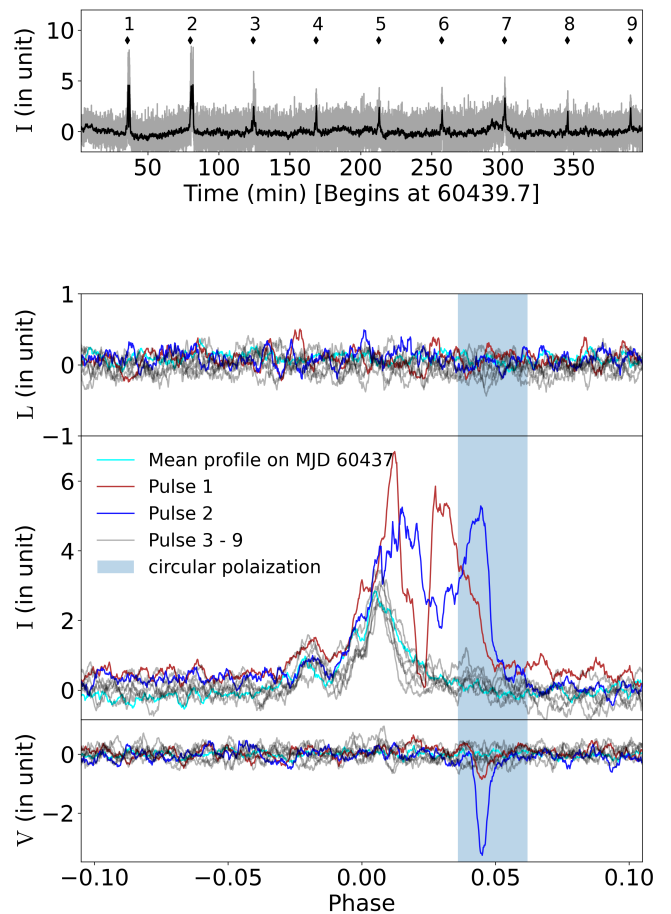 1 2 3 4 5 6 7 8 9
10
5
0
I (in unit)
50 100 150 200 250 300 350
Time (min) [Begins at 60439.7]
1
0
−1
L (in unit)
Mean profile on MJD 60437
Pulse 1
Pulse 2
Pulse 3 - 9
circular polaization
6
4
2
0
I (in unit)
0
−2
V (in unit)
−0.10 −0.05 0.00 0.05 0.10
Phase